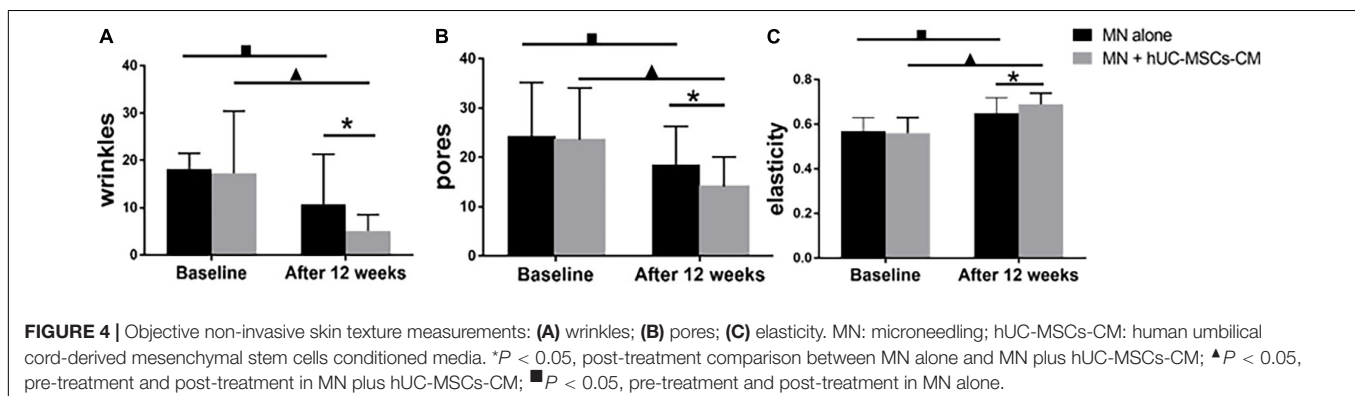 A
■
▲
*
wrinkles
40
30
20
10
0
Baseline After 12 weeks
B
■
▲
*
pores
40
30
20
10
0
Baseline After 12 weeks
C
■
▲
*
elasticity
0.8
0.6
0.4
0.2
0.0
Baseline After 12 weeks
MN alone
MN + hUC-MSCs-CM
FIGURE 4 | Objective non-invasive skin texture measurements: (A) wrinkles; (B) pores; (C) elasticity. MN: microneedling; hUC-MSCs-CM: human umbilical
cord-derived mesenchymal stem cells conditioned media. *P < 0.05, post-treatment comparison between MN alone and MN plus hUC-MSCs-CM; ▲P < 0.05,
pre-treatment and post-treatment in MN plus hUC-MSCs-CM; ■P < 0.05, pre-treatment and post-treatment in MN alone.